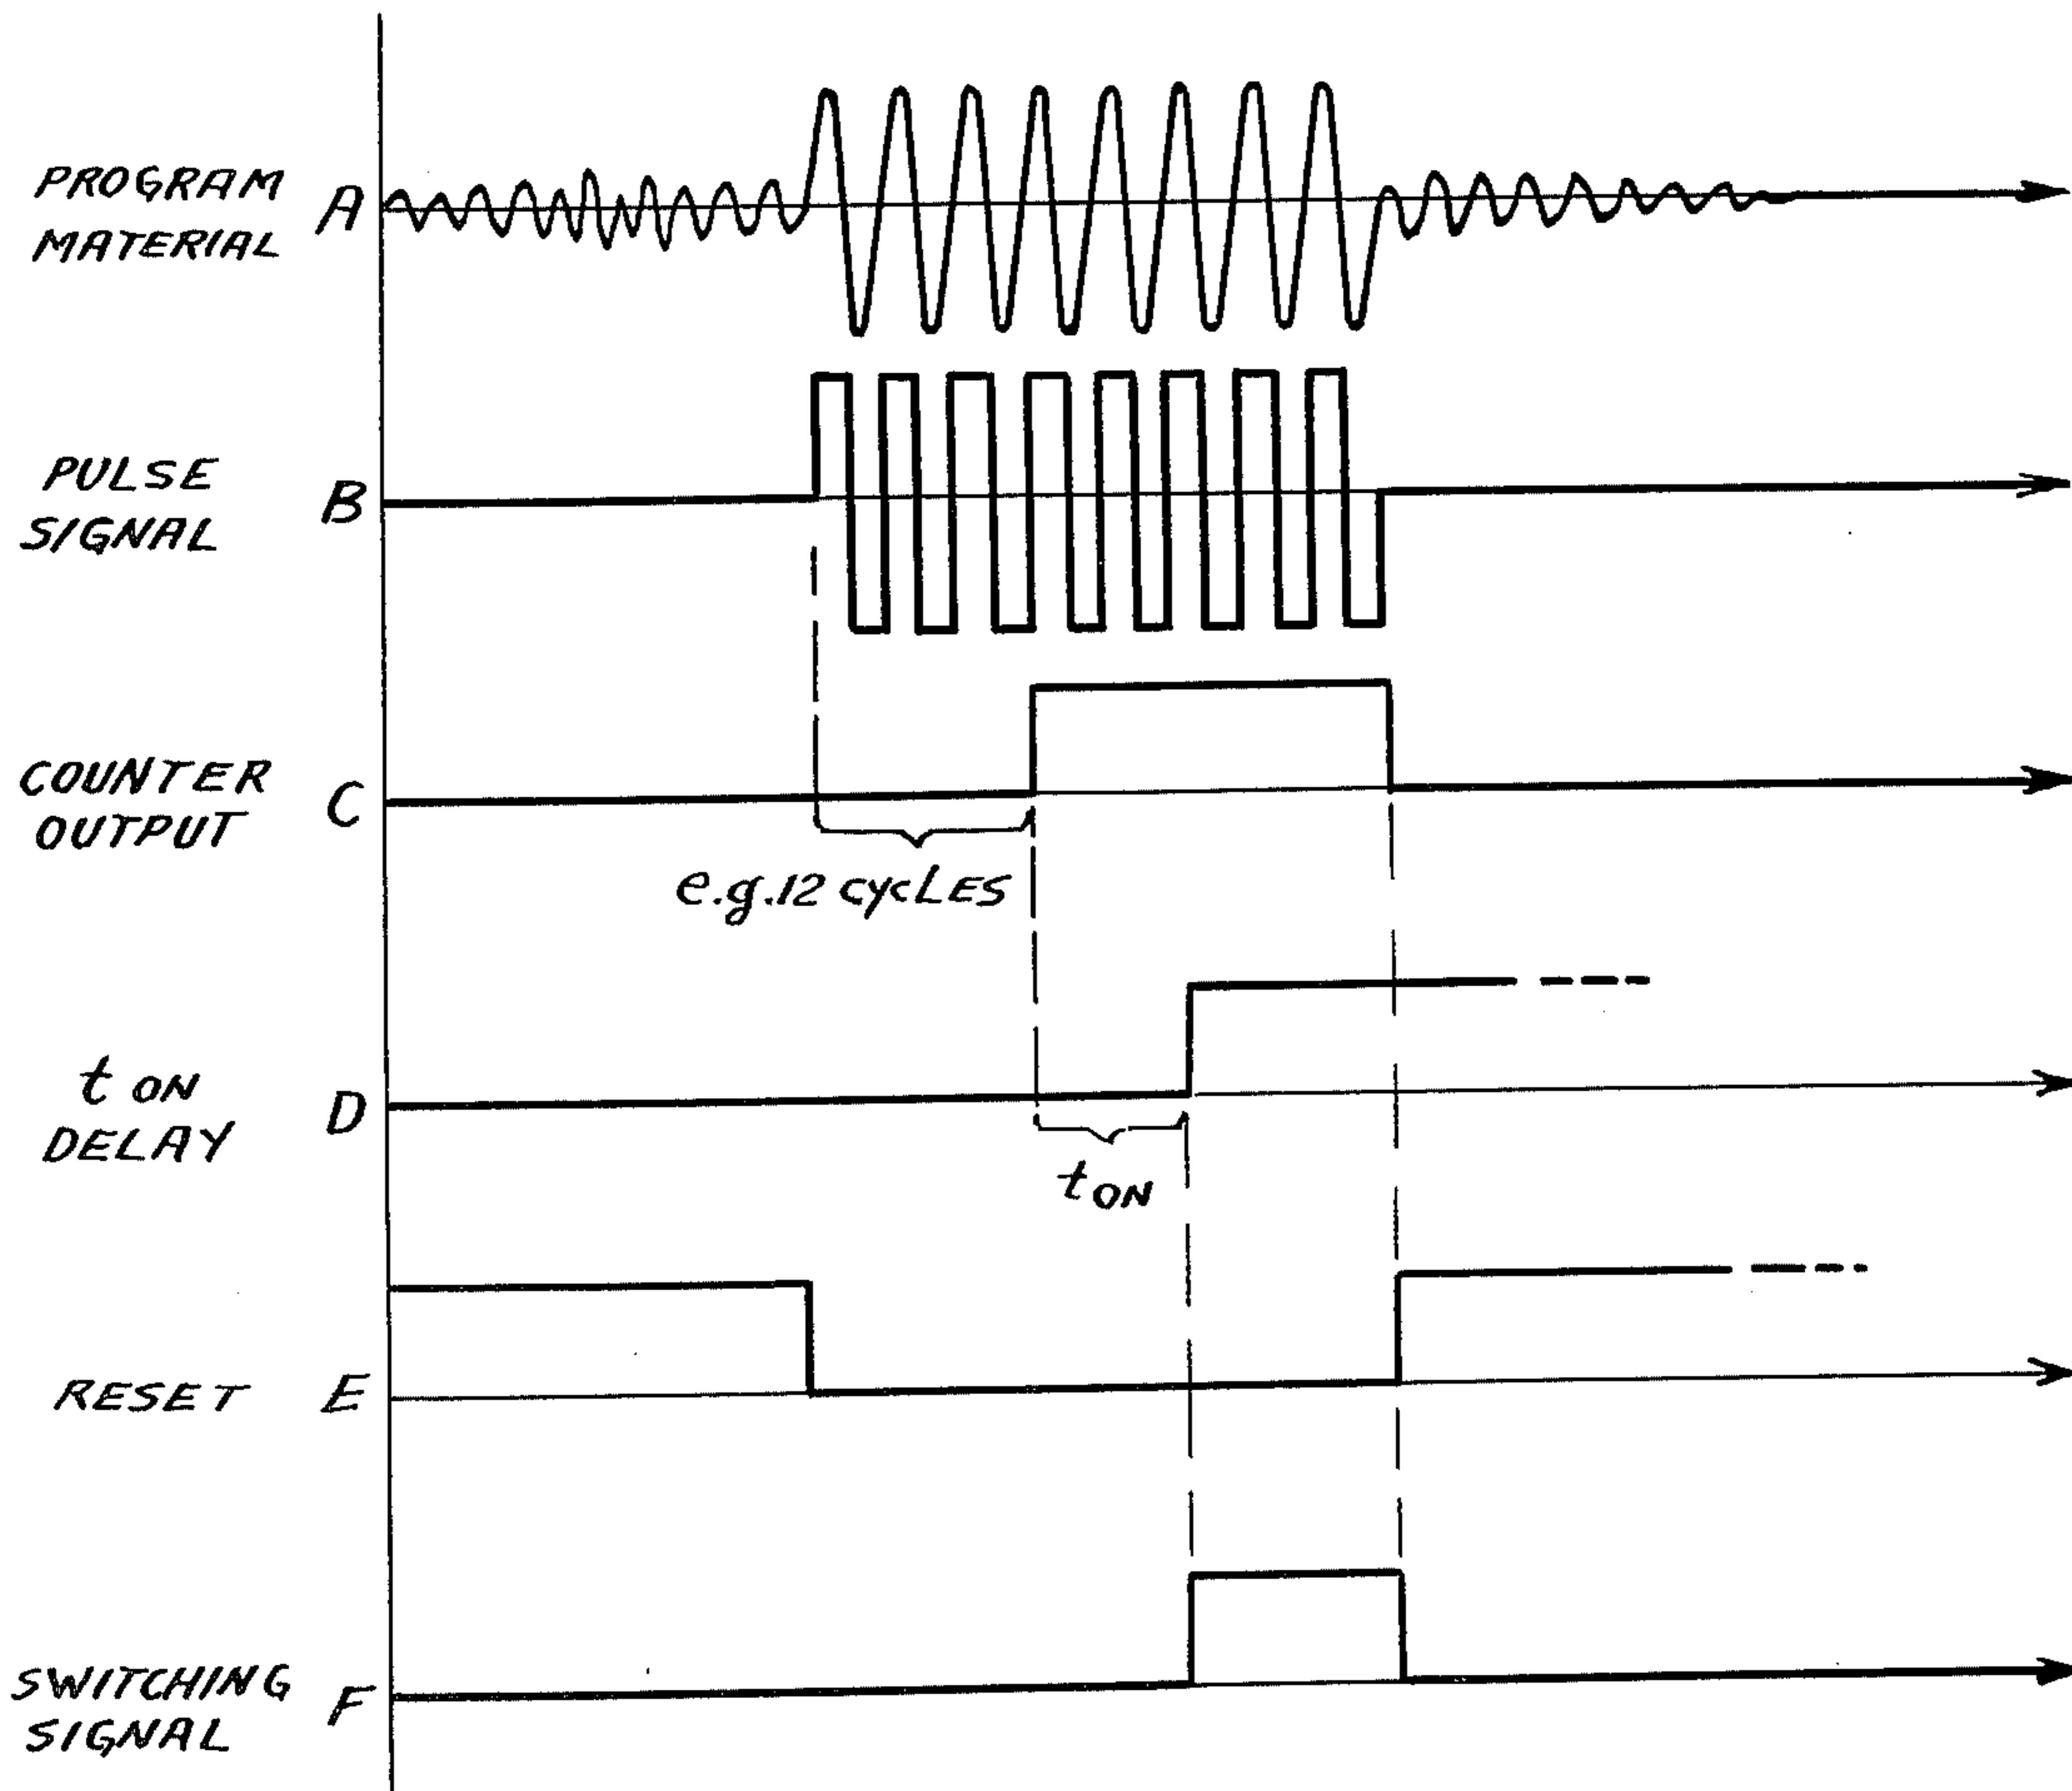 PROGRAM
MATERIAL
A
PULSE
SIGNAL
B
COUNTER
OUTPUT
C
e.g.12 cycLES
t ON
DELAY
D
tON
RESET E
SWITCHING
SIGNAL
F